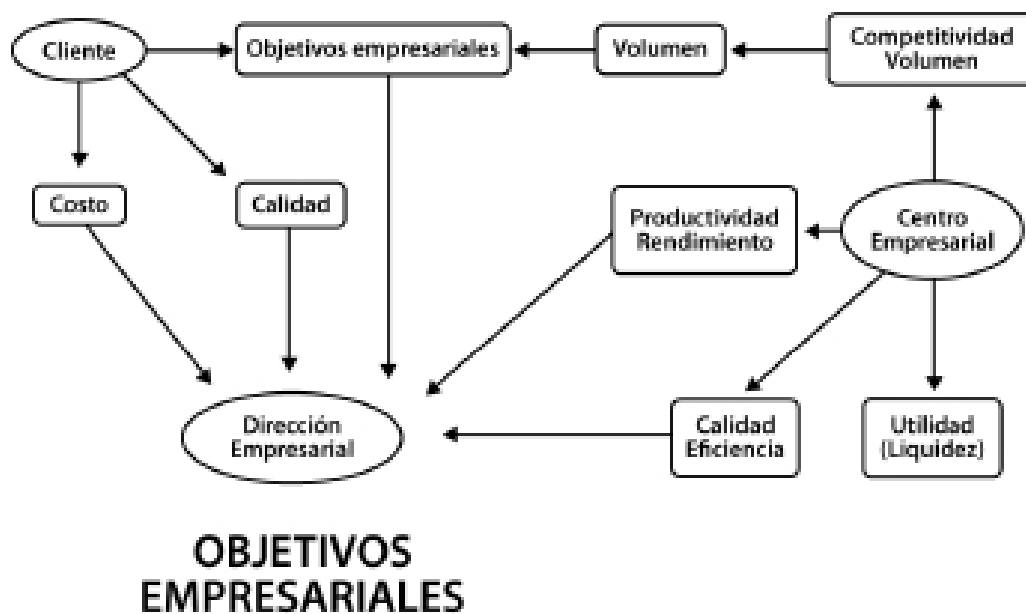 Cliente
Objetivos empresariales
Volumen
Competitividad
Volumen
Costo
Calidad
Productividad
Rendimiento
Centro
Empresarial
Dirección
Empresarial
Calidad
Eficiencia
Utilidad
(Liquidez)
OBJETIVOS
EMPRESARIALES